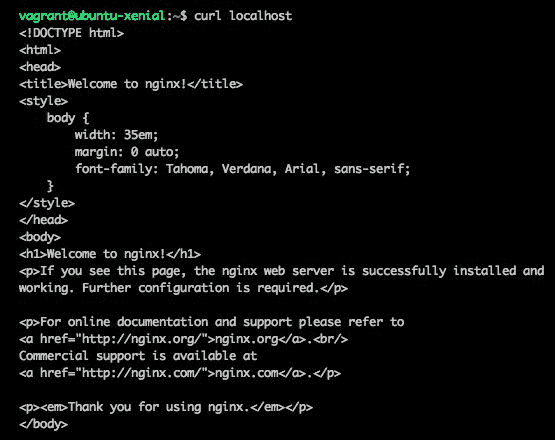 vagrant@ubuntu-xenial:~$ curl localhost
<!DOCTYPE html>
<html>
<head>
<title>Welcome to nginx!</title>
<style>
    body {
        width: 35em;
        margin: 0 auto;
        font-family: Tahoma, Verdana, Arial, sans-serif;
    }
</style>
</head>
<body>
<h1>Welcome to nginx!</h1>
<p>If you see this page, the nginx web server is successfully installed and
working. Further configuration is required.</p>

<p>For online documentation and support please refer to
<a href="http://nginx.org/">nginx.org</a>.<br/>
Commercial support is available at
<a href="http://nginx.com/">nginx.com</a>.</p>

<p><em>Thank you for using nginx.</em></p>
</body>